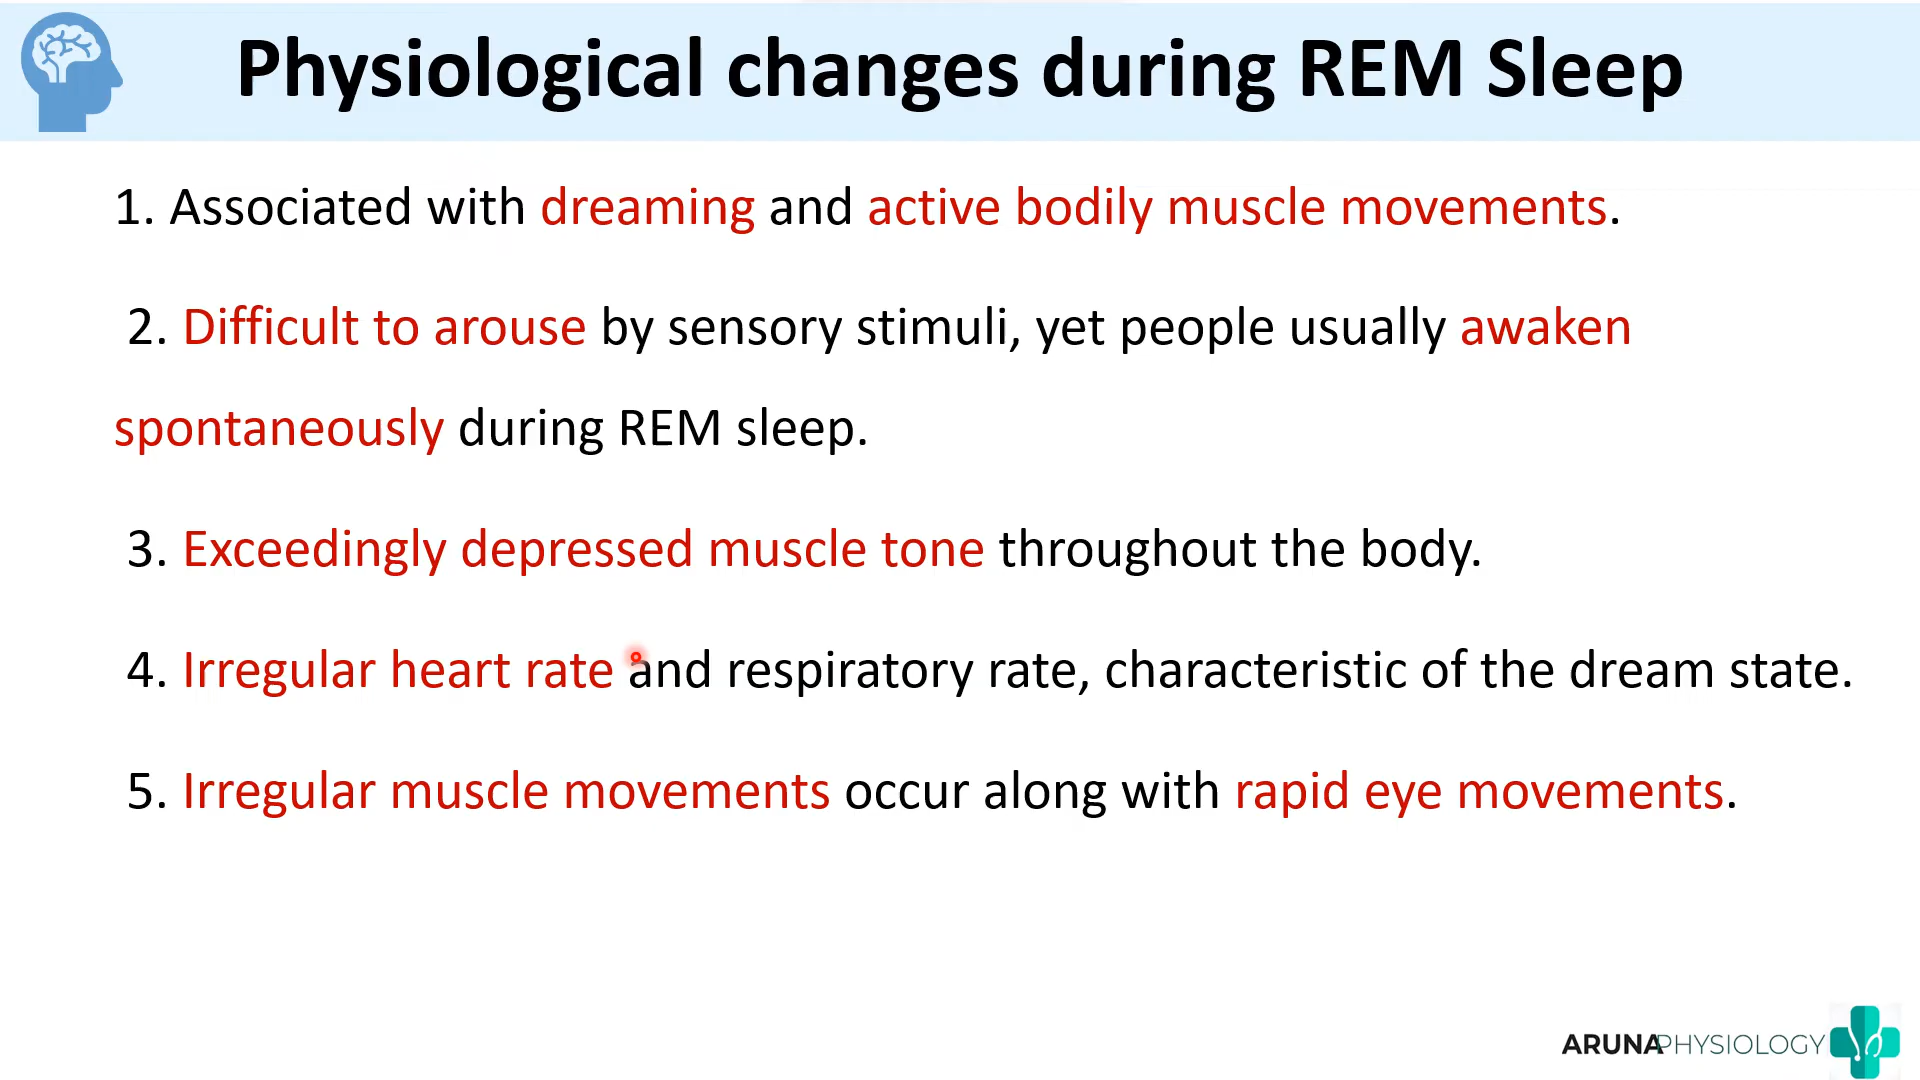 Physiological changes during REM Sleep
1. Associated with dreaming and active bodily muscle movements.
2. Difficult to arouse by sensory stimuli, yet people usually awaken
spontaneously during REM sleep.
3. Exceedingly depressed muscle tone throughout the body.
4. Irregular heart rate and respiratory rate, characteristic of the dream state.
5. Irregular muscle movements occur along with rapid eye movements.
ARUNAPHYSIOLOGY